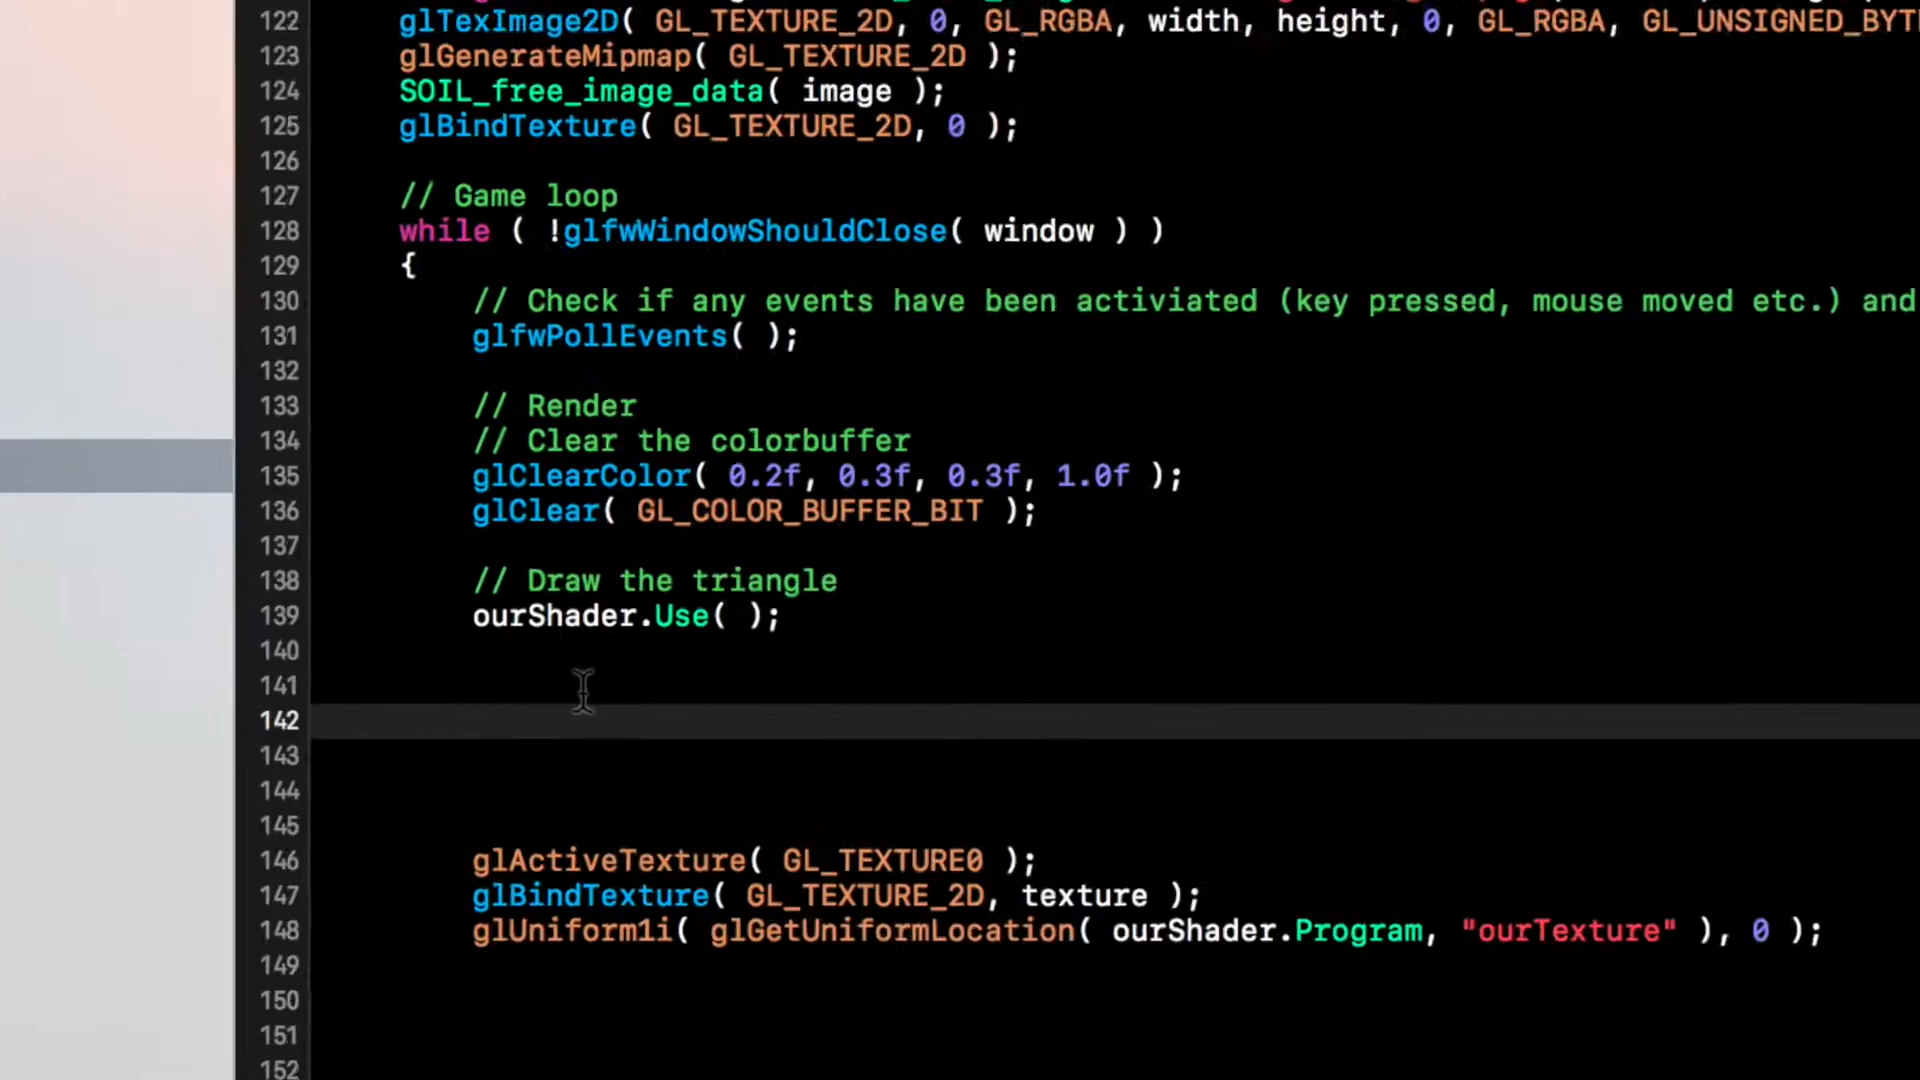 122 glTexImage2D( GL_TEXTURE_2D, 0, GL_RGBA, width, height, 0, GL_RGBA, GL_UNSIGNED_BYT
123 glGenerateMipmap( GL_TEXTURE_2D );
124 SOIL_free_image_data( image );
125 glBindTexture( GL_TEXTURE_2D, 0 );
126
127 // Game loop
128 while ( !glfwWindowShouldClose( window ) )
129 {
130 // Check if any events have been activiated (key pressed, mouse moved etc.) and
131 glfwPollEvents( );
132
133 // Render
134 // Clear the colorbuffer
135 glClearColor( 0.2f, 0.3f, 0.3f, 1.0f );
136 glClear( GL_COLOR_BUFFER_BIT );
137
138 // Draw the triangle
139 ourShader.Use( );
140
141
142
143
144
145
146 glActiveTexture( GL_TEXTURE0 );
147 glBindTexture( GL_TEXTURE_2D, texture );
148 glUniform1i( glGetUniformLocation( ourShader.Program, "ourTexture" ), 0 );
149
150
151
152